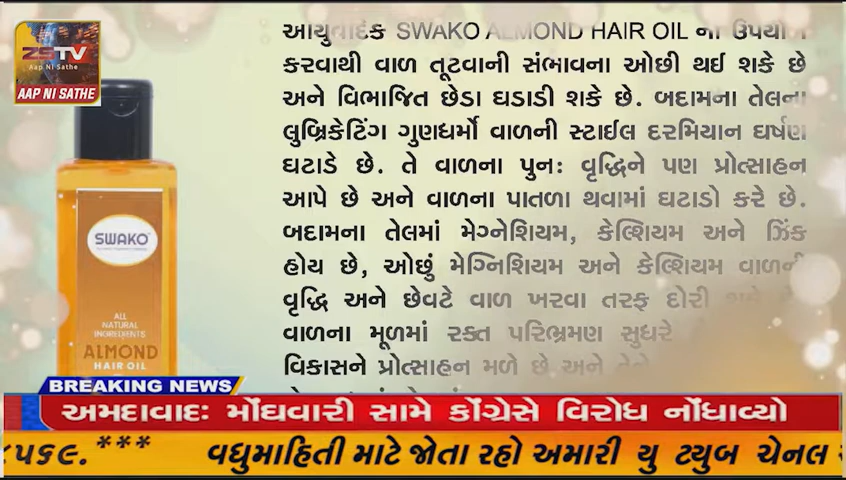 ZSTV
Aap Ni Sathe
AAP NI SATHE
આયુર્વેદિક SWAKO ALMOND HAIR OIL ના ઉપયોગ
કરવાથી વાળ તૂટવાની સંભાવના ઓછી થઈ શકે છે
અને વિભાજિત છેડા ઘડાડી શકે છે. બદામના તેલના
લુબ્રિકેટિંગ ગુણધર્મો વાળની સ્ટાઈલ દરમિયાન ઘર્ષણ
ઘટાડે છે. તે વાળના પુનઃ વૃદ્ધિને પણ પ્રોત્સાહન
આપે છે અને વાળના પાતળા થવામાં ઘટાડો કરે છે.
બદામના તેલમાં મેગ્નેશિયમ, કેલ્શિયમ અને ઝિંક
હોય છે, ઓછું મેગ્નિશિયમ અને કેલ્શિયમ વાળની
વૃદ્ધિ અને છેવટે વાળ ખરવા તરફ દોરી
વાળના મૂળમાં રક્ત પરિભ્રમણ સુધરે
વિકાસને પ્રોત્સાહન મળે છે અને
SWAKO
ALL
NATURAL
INGREDIENTS
ALMOND
HAIR OIL
BREAKING NEWS
અમદાવાદઃ મોંઘવારી સામે કોંગ્રેસે વિરોધ નોંધાવ્યો
૮૫૬૯.*** વધુમાહિતી માટે જોતા રહો અમારી યુ ટ્યુબ ચેનલ